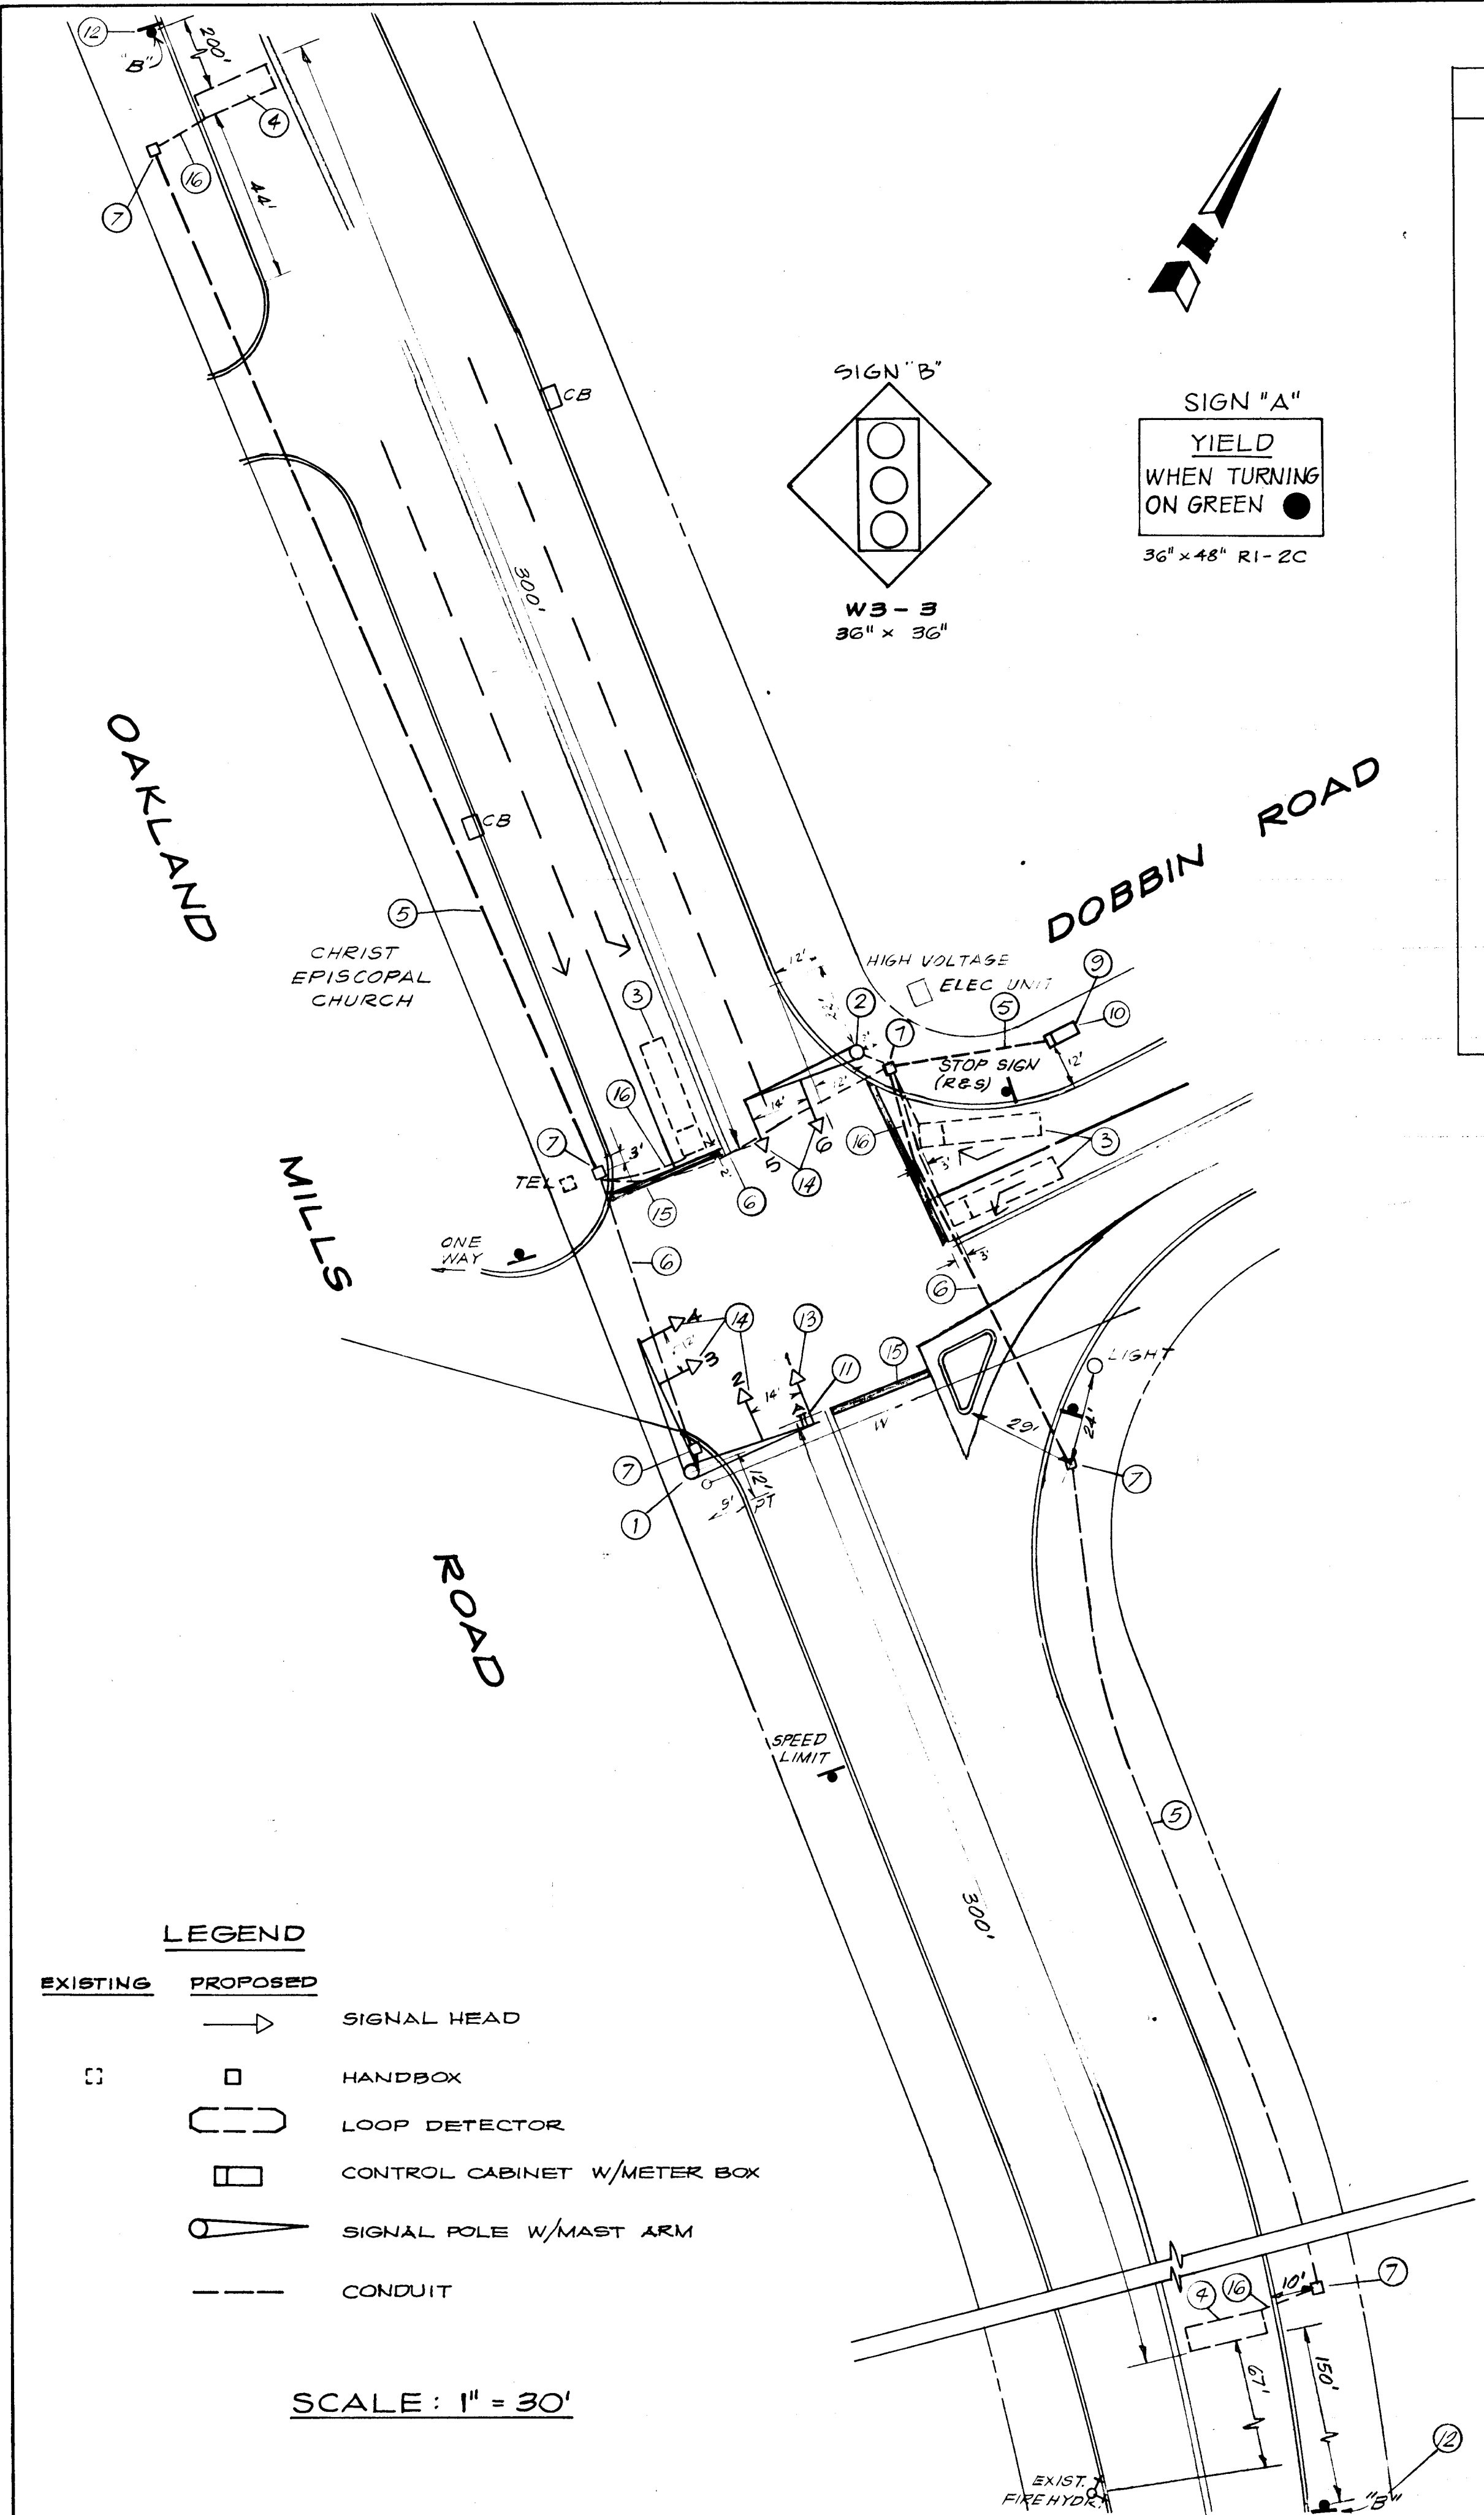 12
"B"
200'
4
16
7
44'
CB
300'
SIGN "B"
W3-3
36" x 36"
SIGN "A"
YIELD
WHEN TURNING
ON GREEN
36" x 48" R1-2C
OAKLAND
MILLS
ROAD
DOBBIN ROAD
CB
5
CHRIST
EPISCOPAL
CHURCH
3
12'
HIGH VOLTAGE
ELEC UNIT
2
7
5
9
10
12'
STOP SIGN
(R&S)
12'
14'
6
5
14
16
3'
3
16
7
3'
TEL
15
2'
6
ONE
WAY
6
3'
6
4
14
12'
3
2
14'
1
13
A
11
15
LIGHT
24'
29'
7
7
12'
PT
9'
1
SPEED
LIMIT
5
300'
LEGEND
EXISTING PROPOSED
SIGNAL HEAD
HANDBOX
LOOP DETECTOR
CONTROL CABINET W/METER BOX
SIGNAL POLE W/MAST ARM
CONDUIT
SCALE: 1" = 30'
4
16
10'
7
67'
150'
12
"B"
EXIST.
FIRE HYDR.